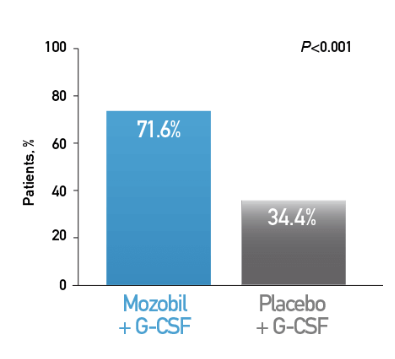 P<0.001
Patients, %
100
80
60
40
20
0
71.6%
34.4%
Mozobil
+ G-CSF
Placebo
+ G-CSF